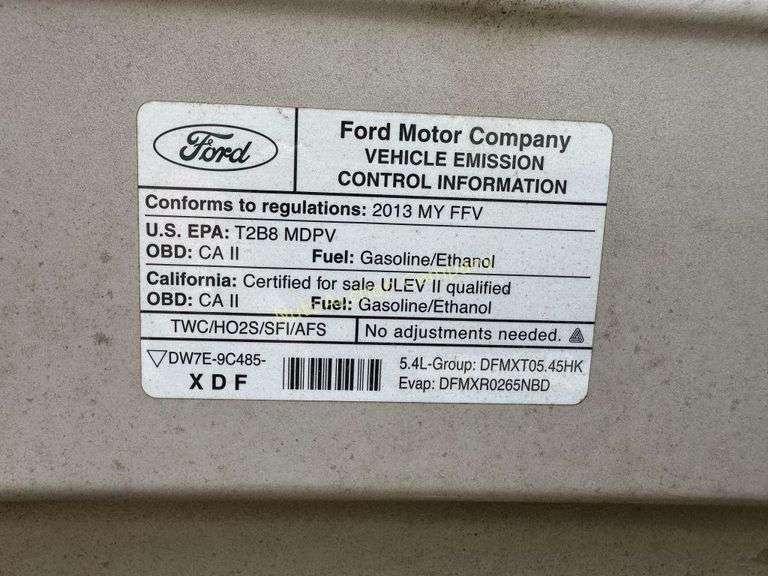 Ford
Ford Motor Company
VEHICLE EMISSION
CONTROL INFORMATION
Conforms to regulations: 2013 MY FFV
U.S. EPA: T2B8 MDPV
OBD: CA II Fuel: Gasoline/Ethanol
California: Certified for sale ULEV II qualified
OBD: CA II Fuel: Gasoline/Ethanol
TWC/HO2S/SFI/AFS No adjustments needed.
DW7E-9C485- 5.4L-Group: DFMXT05.45HK
X D F Evap: DFMXR0265NBD